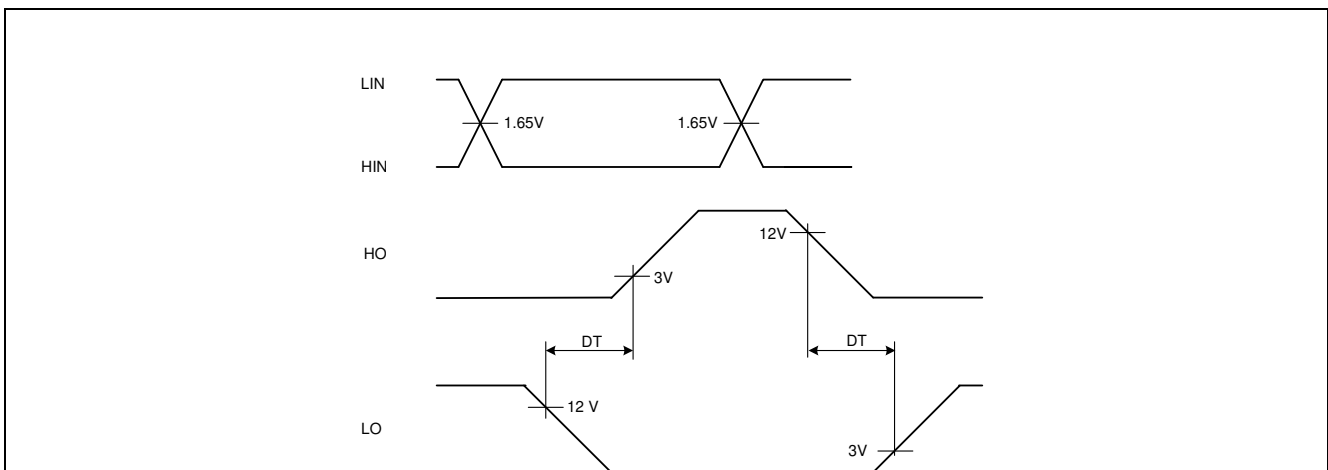 LIN
1.65V 1.65V
HIN
12V
HO
3V
DT DT
12 V
LO
3V